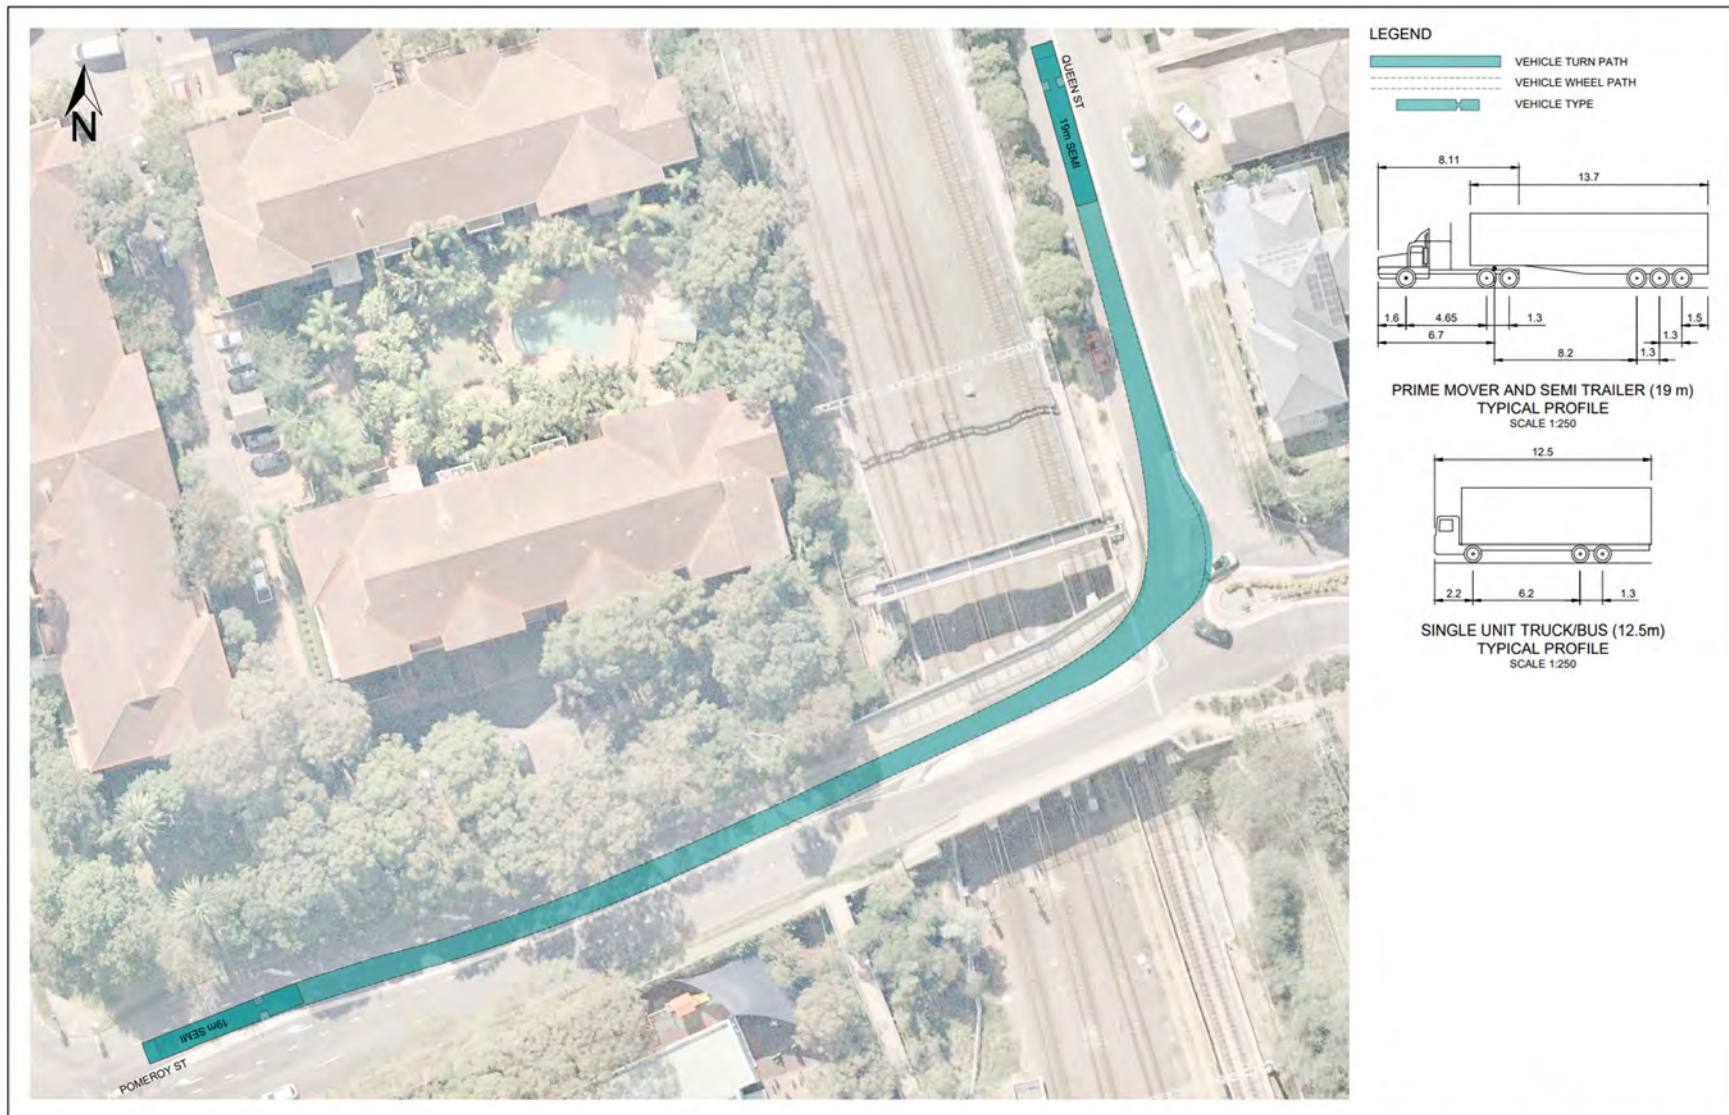 N
QUEEN ST
19m SEMI
19m SEMI
POMEROY ST
LEGEND
VEHICLE TURN PATH
VEHICLE WHEEL PATH
VEHICLE TYPE
8.11
13.7
1.6
4.65
1.3
1.5
6.7
1.3
8.2
1.3
PRIME MOVER AND SEMI TRAILER (19 m)
TYPICAL PROFILE
SCALE 1:250
12.5
2.2
6.2
1.3
SINGLE UNIT TRUCK/BUS (12.5m)
TYPICAL PROFILE
SCALE 1:250